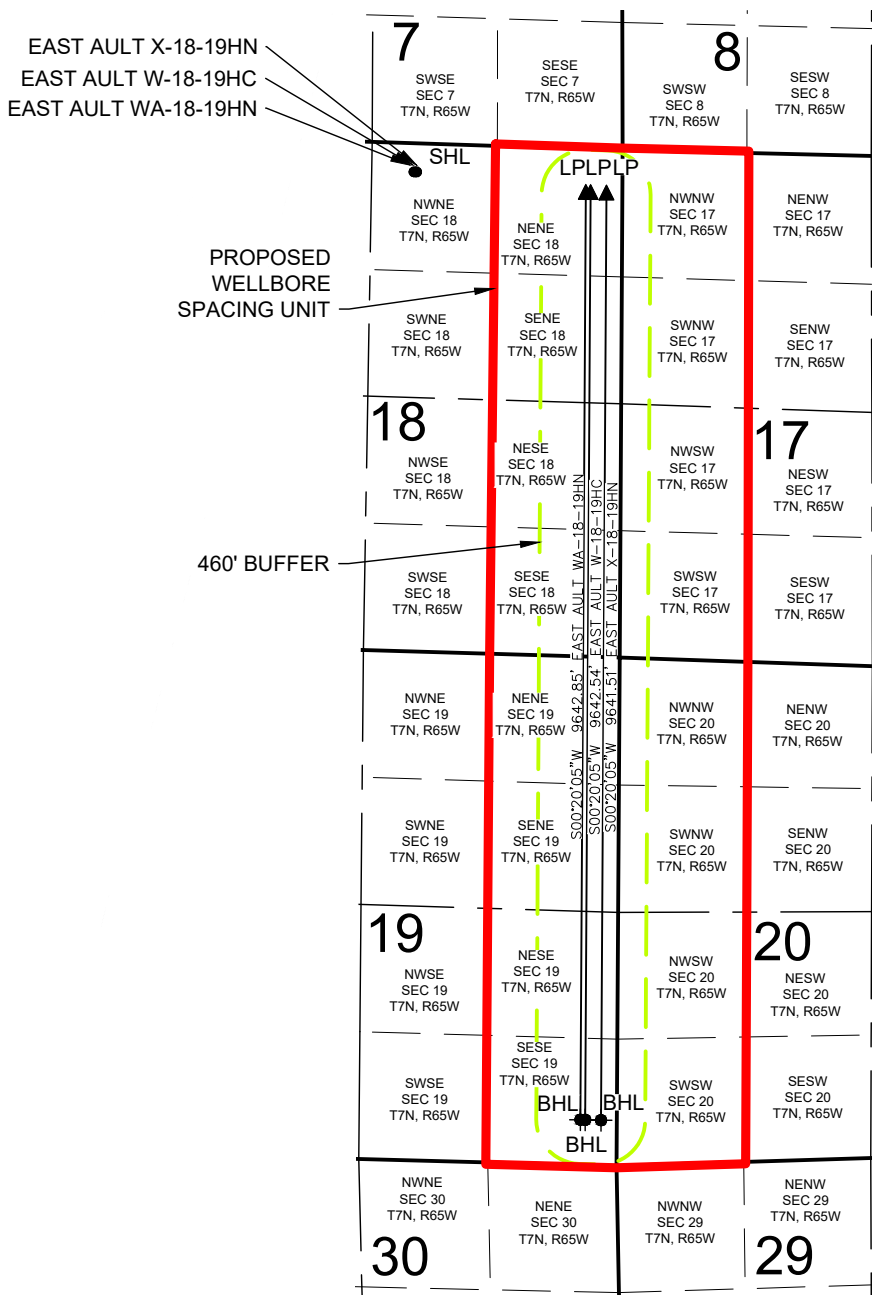 7
8
SWSE
SEC 7
T7N, R65W
SESE
SEC 7
T7N, R65W
SWSW
SEC 8
T7N, R65W
SESW
SEC 8
T7N, R65W
EAST AULT X-18-19HN
EAST AULT W-18-19HC
EAST AULT WA-18-19HN
SHL
LP LP LP
NWNE
SEC 18
T7N, R65W
NENE
SEC 18
T7N, R65W
NWNW
SEC 17
T7N, R65W
NENW
SEC 17
T7N, R65W
PROPOSED
WELLBORE
SPACING UNIT
SWNE
SEC 18
T7N, R65W
SENE
SEC 18
T7N, R65W
SWNW
SEC 17
T7N, R65W
SENW
SEC 17
T7N, R65W
18
17
NWSE
SEC 18
T7N, R65W
NESE
SEC 18
T7N, R65W
NWSW
SEC 17
T7N, R65W
NESW
SEC 17
T7N, R65W
460' BUFFER
SWSE
SEC 18
T7N, R65W
SESE
SEC 18
T7N, R65W
SWSW
SEC 17
T7N, R65W
SESW
SEC 17
T7N, R65W
S00°20'05"W 9642.85' EAST AULT WA-18-19HN
S00°20'05"W 9642.54' EAST AULT W-18-19HC
S00°20'05"W 9641.51' EAST AULT X-18-19HN
NWNE
SEC 19
T7N, R65W
NENE
SEC 19
T7N, R65W
NWNW
SEC 20
T7N, R65W
NENW
SEC 20
T7N, R65W
SWNE
SEC 19
T7N, R65W
SENE
SEC 19
T7N, R65W
SWNW
SEC 20
T7N, R65W
SENW
SEC 20
T7N, R65W
19
20
NWSE
SEC 19
T7N, R65W
NESE
SEC 19
T7N, R65W
NWSW
SEC 20
T7N, R65W
NESW
SEC 20
T7N, R65W
SWSE
SEC 19
T7N, R65W
SESE
SEC 19
T7N, R65W
SWSW
SEC 20
T7N, R65W
SESW
SEC 20
T7N, R65W
BHL
BHL
BHL
NWNE
SEC 30
T7N, R65W
NENE
SEC 30
T7N, R65W
NWNW
SEC 29
T7N, R65W
NENW
SEC 29
T7N, R65W
30
29